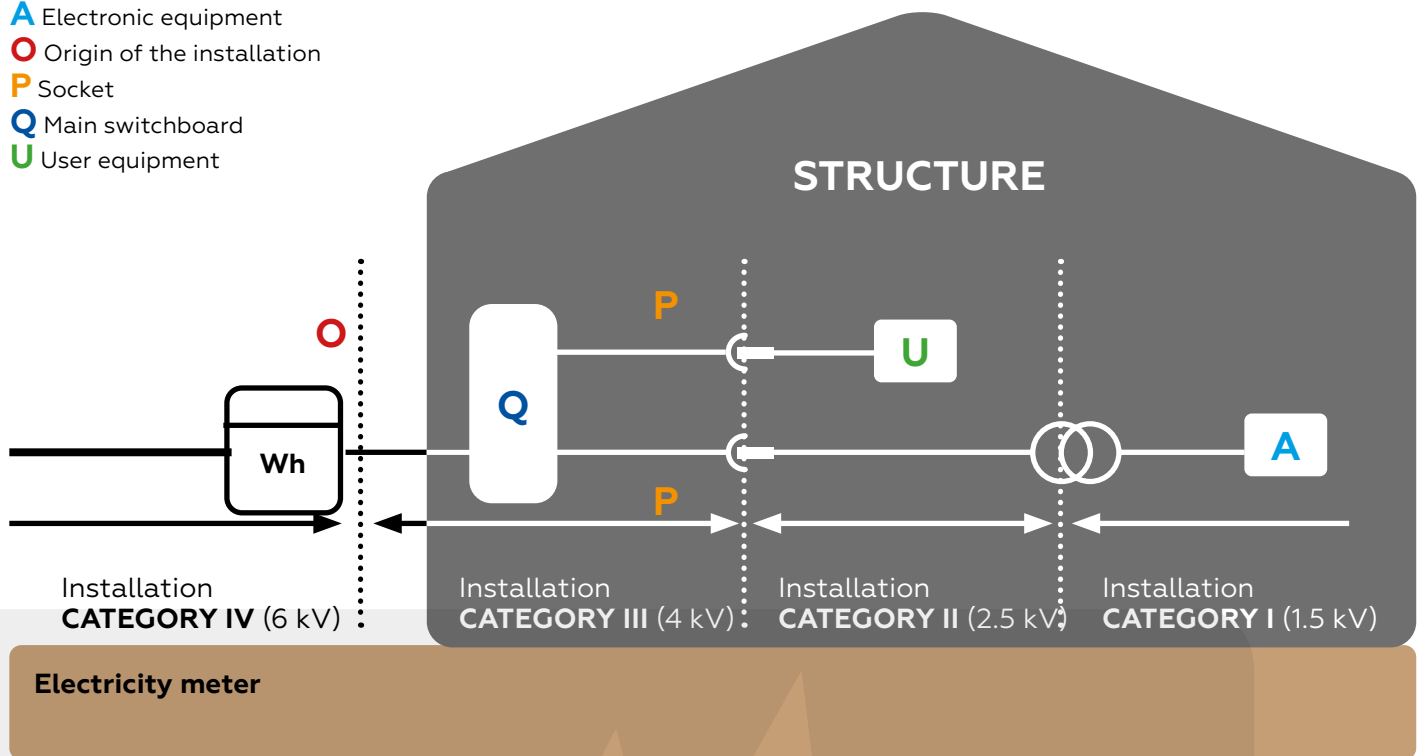 A Electronic equipment
O Origin of the installation
P Socket
Q Main switchboard
U User equipment
STRUCTURE
O
P
U
Q
Wh
A
P
Installation
CATEGORY IV (6 kV)
Installation
CATEGORY III (4 kV)
Installation
CATEGORY II (2.5 kV)
Installation
CATEGORY I (1.5 kV)
Electricity meter